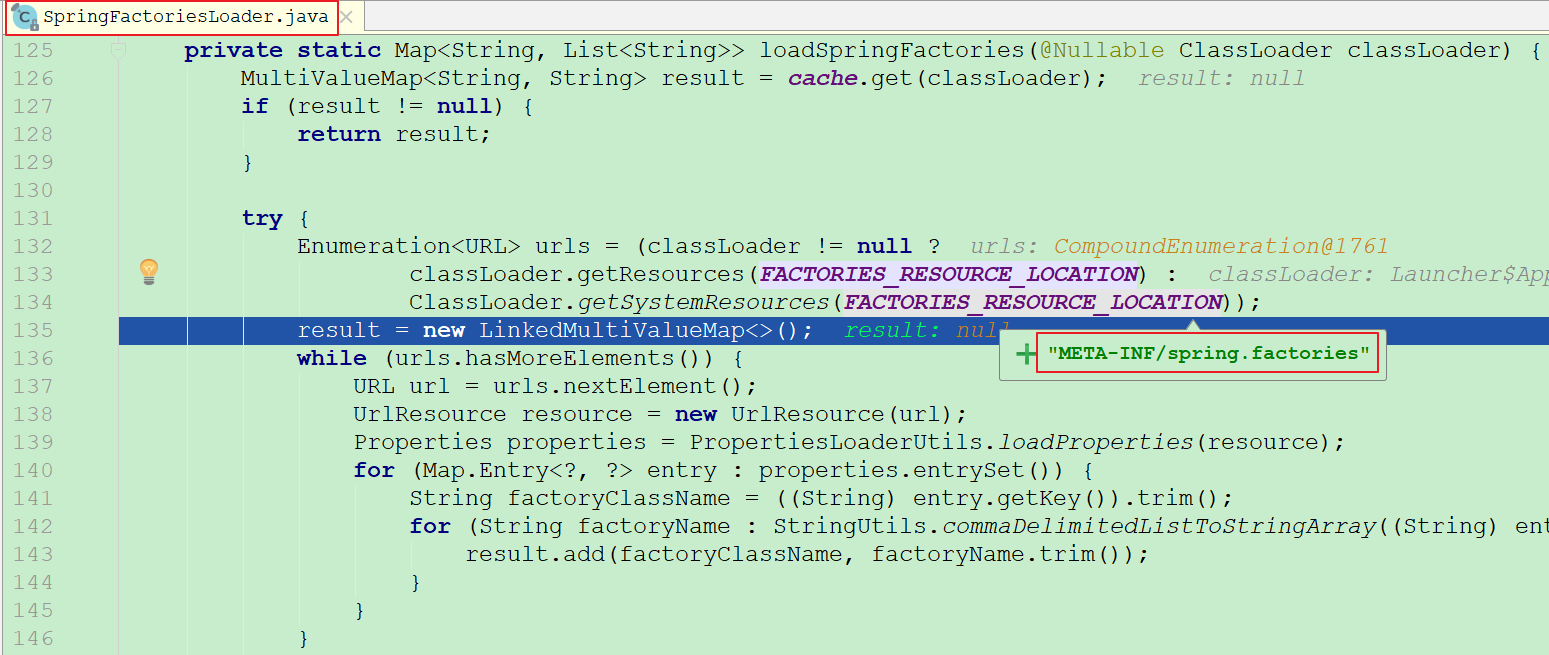 SpringFactoriesLoader.java
125 private static Map<String, List<String>> loadSpringFactories(@Nullable ClassLoader classLoader) {
126 MultiValueMap<String, String> result = cache.get(classLoader); result: null
127 if (result != null) {
128 return result;
129 }
130
131 try {
132 Enumeration<URL> urls = (classLoader != null ? urls: CompoundEnumeration@1761
133 classLoader.getResources(FACTORIES_RESOURCE_LOCATION) : classLoader: Launcher$App
134 ClassLoader.getSystemResources(FACTORIES_RESOURCE_LOCATION));
135 result = new LinkedMultiValueMap<>(); result: null
"META-INF/spring.factories"
136 while (urls.hasMoreElements()) {
137 URL url = urls.nextElement();
138 UrlResource resource = new UrlResource(url);
139 Properties properties = PropertiesLoaderUtils.loadProperties(resource);
140 for (Map.Entry<?, ?> entry : properties.entrySet()) {
141 String factoryClassName = ((String) entry.getKey()).trim();
142 for (String factoryName : StringUtils.commaDelimitedListToStringArray((String) ent
143 result.add(factoryClassName, factoryName.trim());
144 }
145 }
146 }